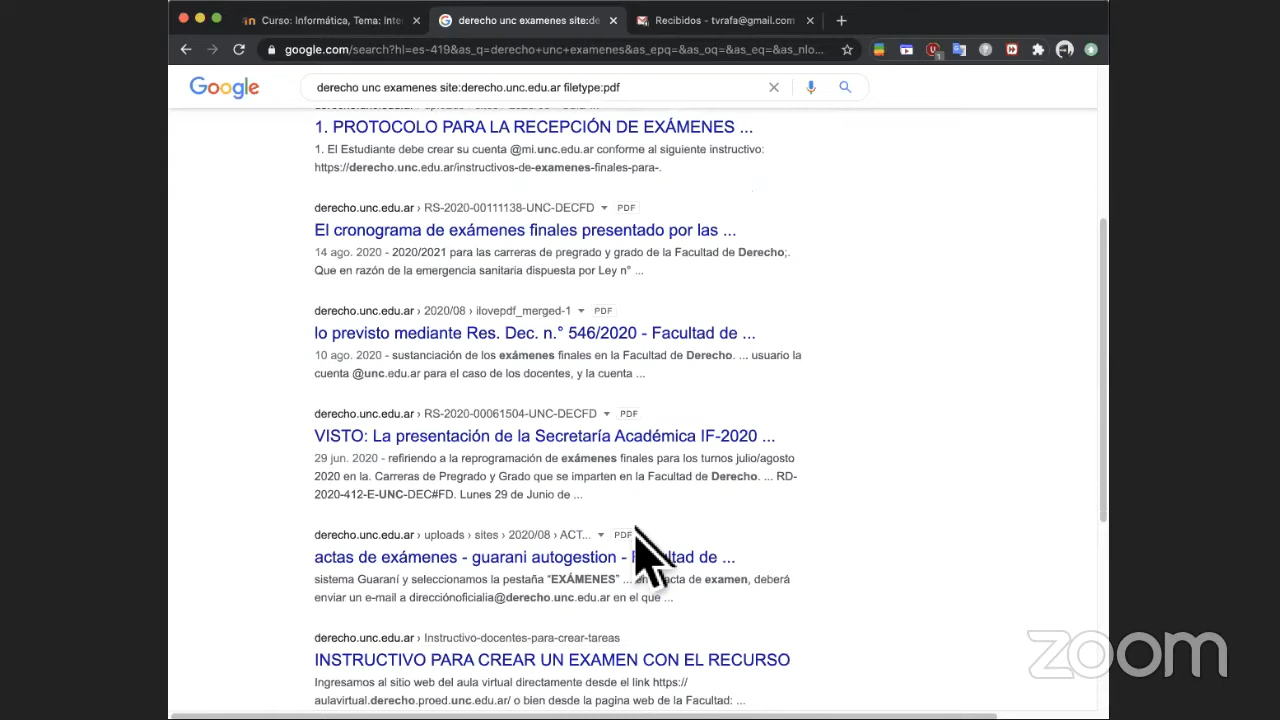 Curso: Informática, Tema: Inter
derecho unc examenes site:de
Recibidos - tvrafa@gmail.com
google.com/search?hl=es-419&as_q=derecho+unc+examenes&as_epq=&as_oq=&as_eq=&as_nlo...
Google
derecho unc examenes site:derecho.unc.edu.ar filetype:pdf
1. PROTOCOLO PARA LA RECEPCIÓN DE EXÁMENES ...
1. El Estudiante debe crear su cuenta @mi.unc.edu.ar conforme al siguiente instructivo:
https://derecho.unc.edu.ar/instructivos-de-examenes-finales-para-.
derecho.unc.edu.ar › RS-2020-00111138-UNC-DECFD PDF
El cronograma de exámenes finales presentado por las ...
14 ago. 2020 - 2020/2021 para las carreras de pregrado y grado de la Facultad de Derecho;.
Que en razón de la emergencia sanitaria dispuesta por Ley n° ...
derecho.unc.edu.ar › 2020/08 › ilovepdf_merged-1 PDF
lo previsto mediante Res. Dec. n.° 546/2020 - Facultad de ...
10 ago. 2020 - sustanciación de los exámenes finales en la Facultad de Derecho. ... usuario la
cuenta @unc.edu.ar para el caso de los docentes, y la cuenta ...
derecho.unc.edu.ar › RS-2020-00061504-UNC-DECFD PDF
VISTO: La presentación de la Secretaría Académica IF-2020 ...
29 jun. 2020 - refiriendo a la reprogramación de exámenes finales para los turnos julio/agosto
2020 en la. Carreras de Pregrado y Grado que se imparten en la Facultad de Derecho. ... RD-
2020-412-E-UNC-DEC#FD. Lunes 29 de Junio de ...
derecho.unc.edu.ar › uploads › sites › 2020/08 › ACT... PDF
actas de exámenes - guarani autogestion - de ...
sistema Guaraní y seleccionamos la pestaña "EXÁMENES" ... acta de examen, deberá
enviar un e-mail a direcciónoficialia@derecho.unc.edu.ar en el que ...
derecho.unc.edu.ar › Instructivo-docentes-para-crear-tareas
INSTRUCTIVO PARA CREAR UN EXAMEN CON EL RECURSO
Ingresamos al sitio web del aula virtual directamente desde el link https://
aulavirtual.derecho.proed.unc.edu.ar/ o bien desde la pagina web de la Facultad: ...
zoom